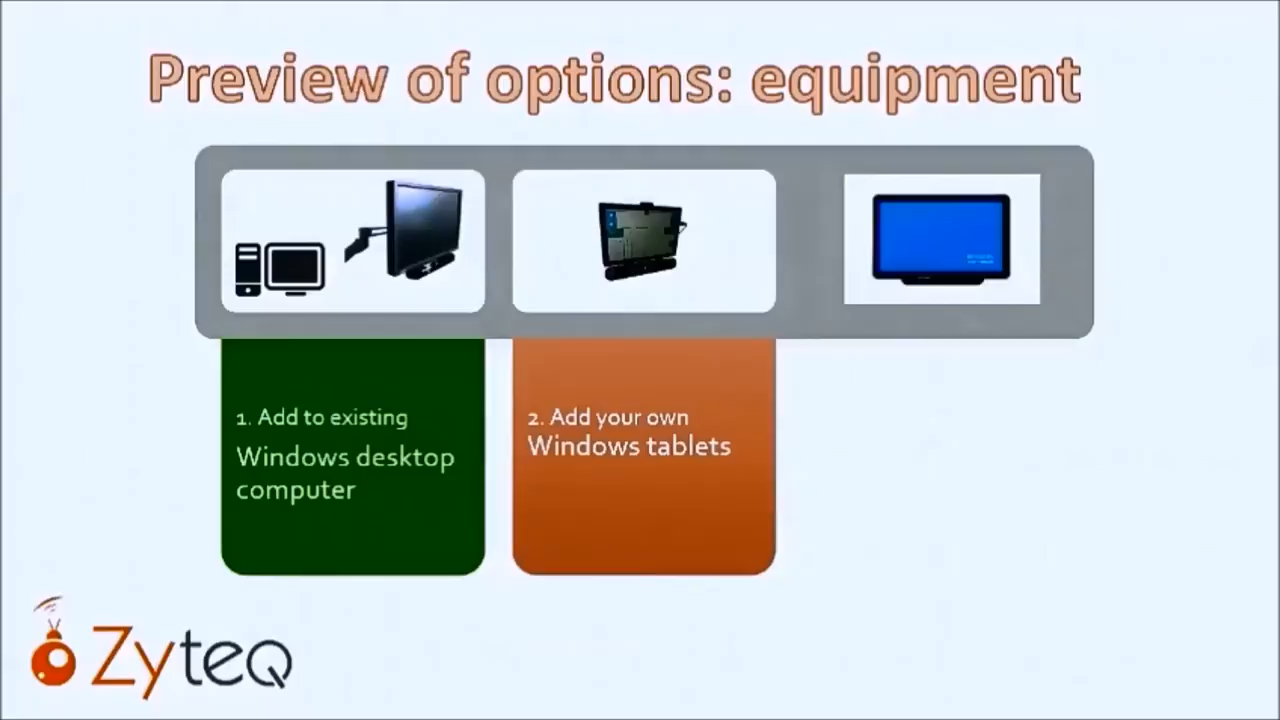 Preview of options: equipment
1. Add to existing
Windows desktop
computer
2. Add your own
Windows tablets
Zyteq